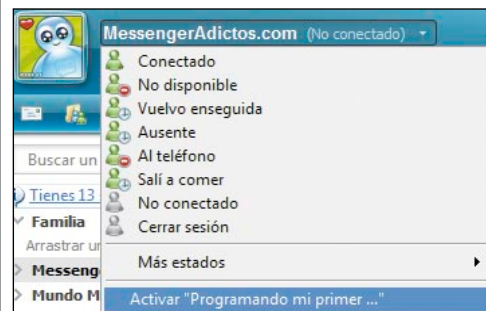 MessengerAdictos.com (No conectado)
Conectado
No disponible
Vuelvo enseguida
Ausente
Al teléfono
Salí a comer
No conectado
Cerrar sesión
Más estados
Activar "Programando mi primer ..."
Buscar un
Tienes 13
Familia
Arrastrar
Messeng
Mundo M